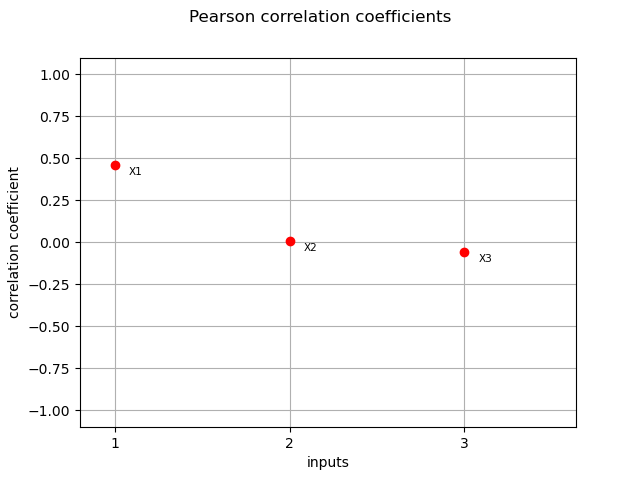 Pearson correlation coefficients
1.00
0.75
0.50
0.25
0.00
−0.25
−0.50
−0.75
−1.00
correlation coefficient
X1
X2
X3
1 2 3
inputs